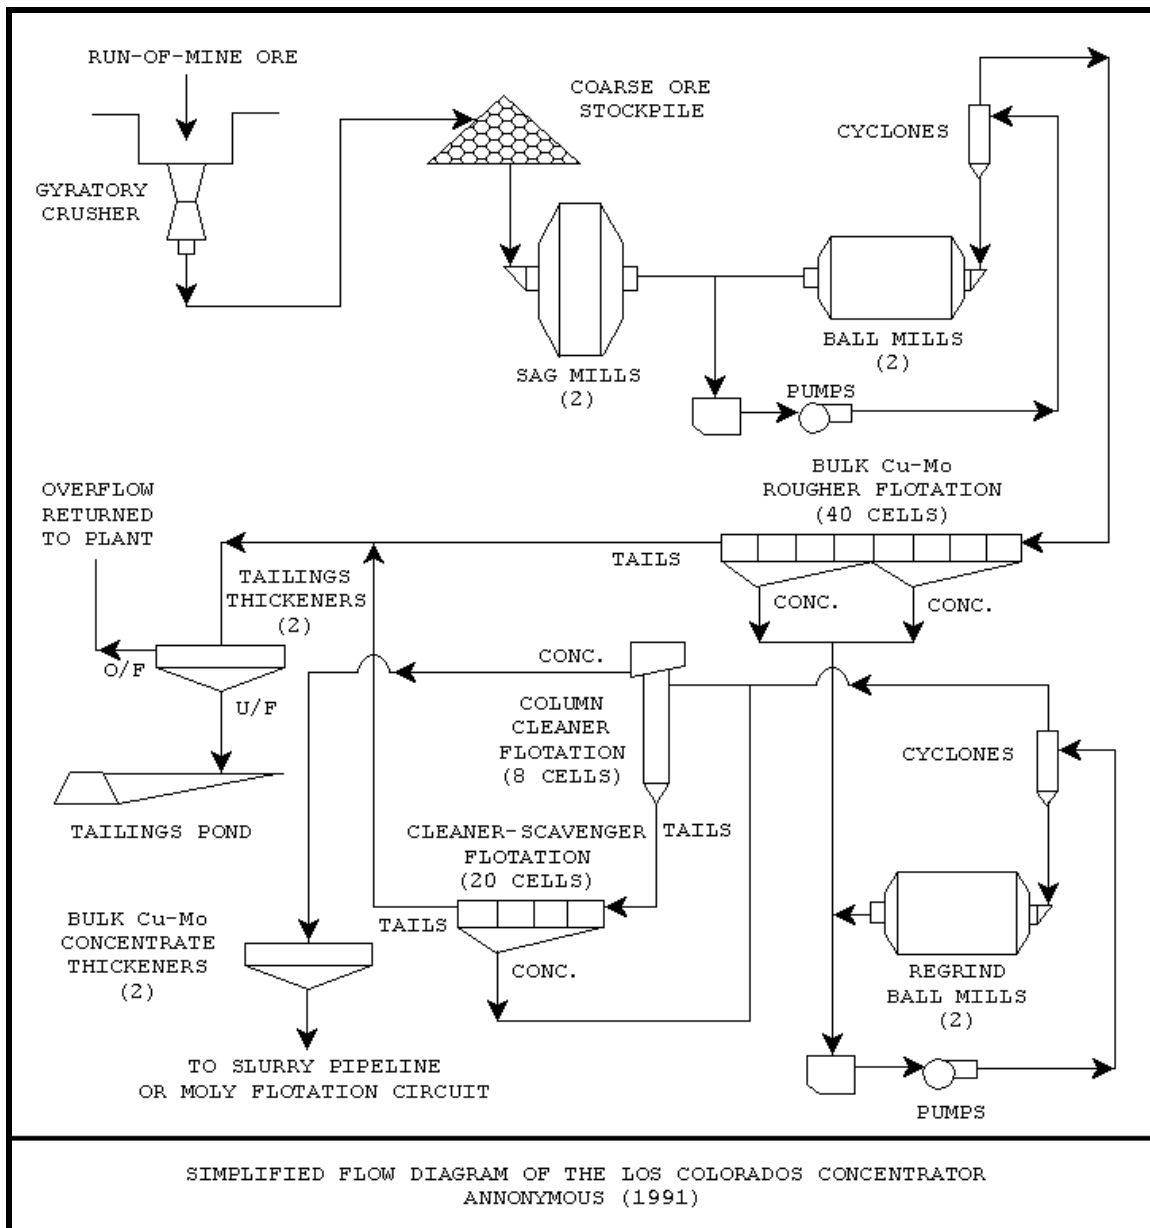 RUN-OF-MINE ORE
COARSE ORE
STOCKPILE
CYCLONES
GYRATORY
CRUSHER
BALL MILLS
(2)
SAG MILLS
(2)
PUMPS
BULK Cu-Mo
ROUGHER FLOTATION
(40 CELLS)
OVERFLOW
RETURNED
TO PLANT
TAILS
TAILINGS
THICKENERS
(2)
CONC.
CONC.
O/F
U/F
CONC.
COLUMN
CLEANER
FLOTATION
(8 CELLS)
CYCLONES
TAILINGS POND
CLEANER-SCAVENGER
FLOTATION
(20 CELLS)
TAILS
TAILS
BULK Cu-Mo
CONCENTRATE
THICKENERS
(2)
CONC.
REGRIND
BALL MILLS
(2)
TO SLURRY PIPELINE
OR MOLY FLOTATION CIRCUIT
PUMPS
SIMPLIFIED FLOW DIAGRAM OF THE LOS COLORADOS CONCENTRATOR
ANNONYMOUS (1991)